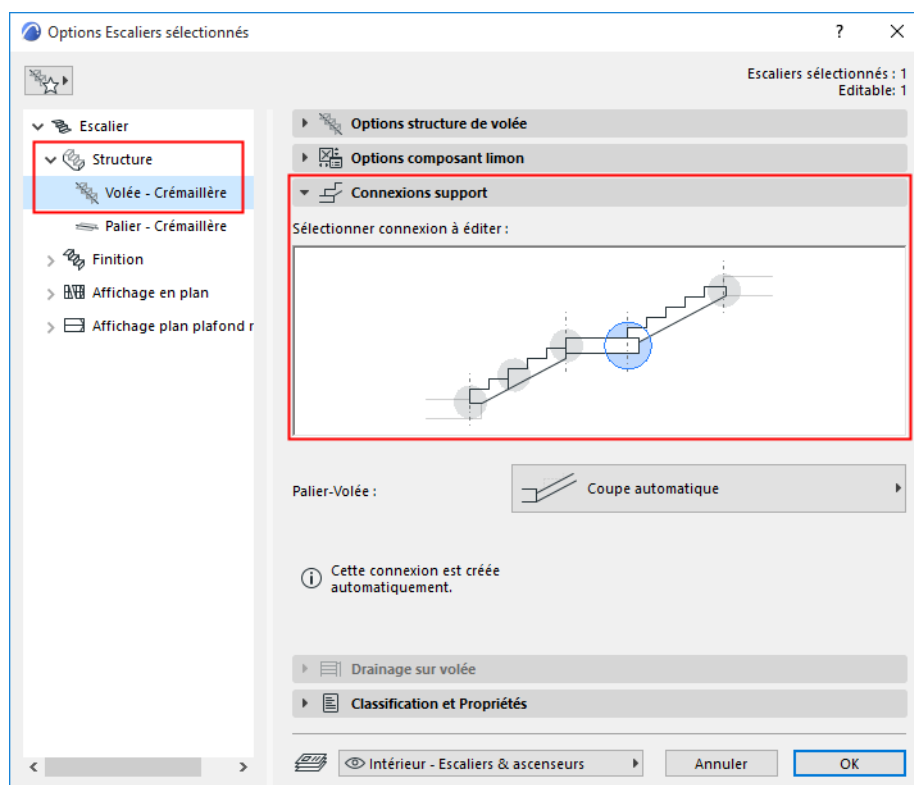 Options Escaliers sélectionnés
?
Escaliers sélectionnés : 1
Editable: 1
Escalier
Structure
Volée - Crémaillère
Palier - Crémaillère
Finition
Affichage en plan
Affichage plan plafond r
Options structure de volée
Options composant limon
Connexions support
Sélectionner connexion à éditer :
Palier-Volée :
Coupe automatique
Cette connexion est créée
automatiquement.
Drainage sur volée
Classification et Propriétés
Intérieur - Escaliers & ascenseurs
Annuler
OK